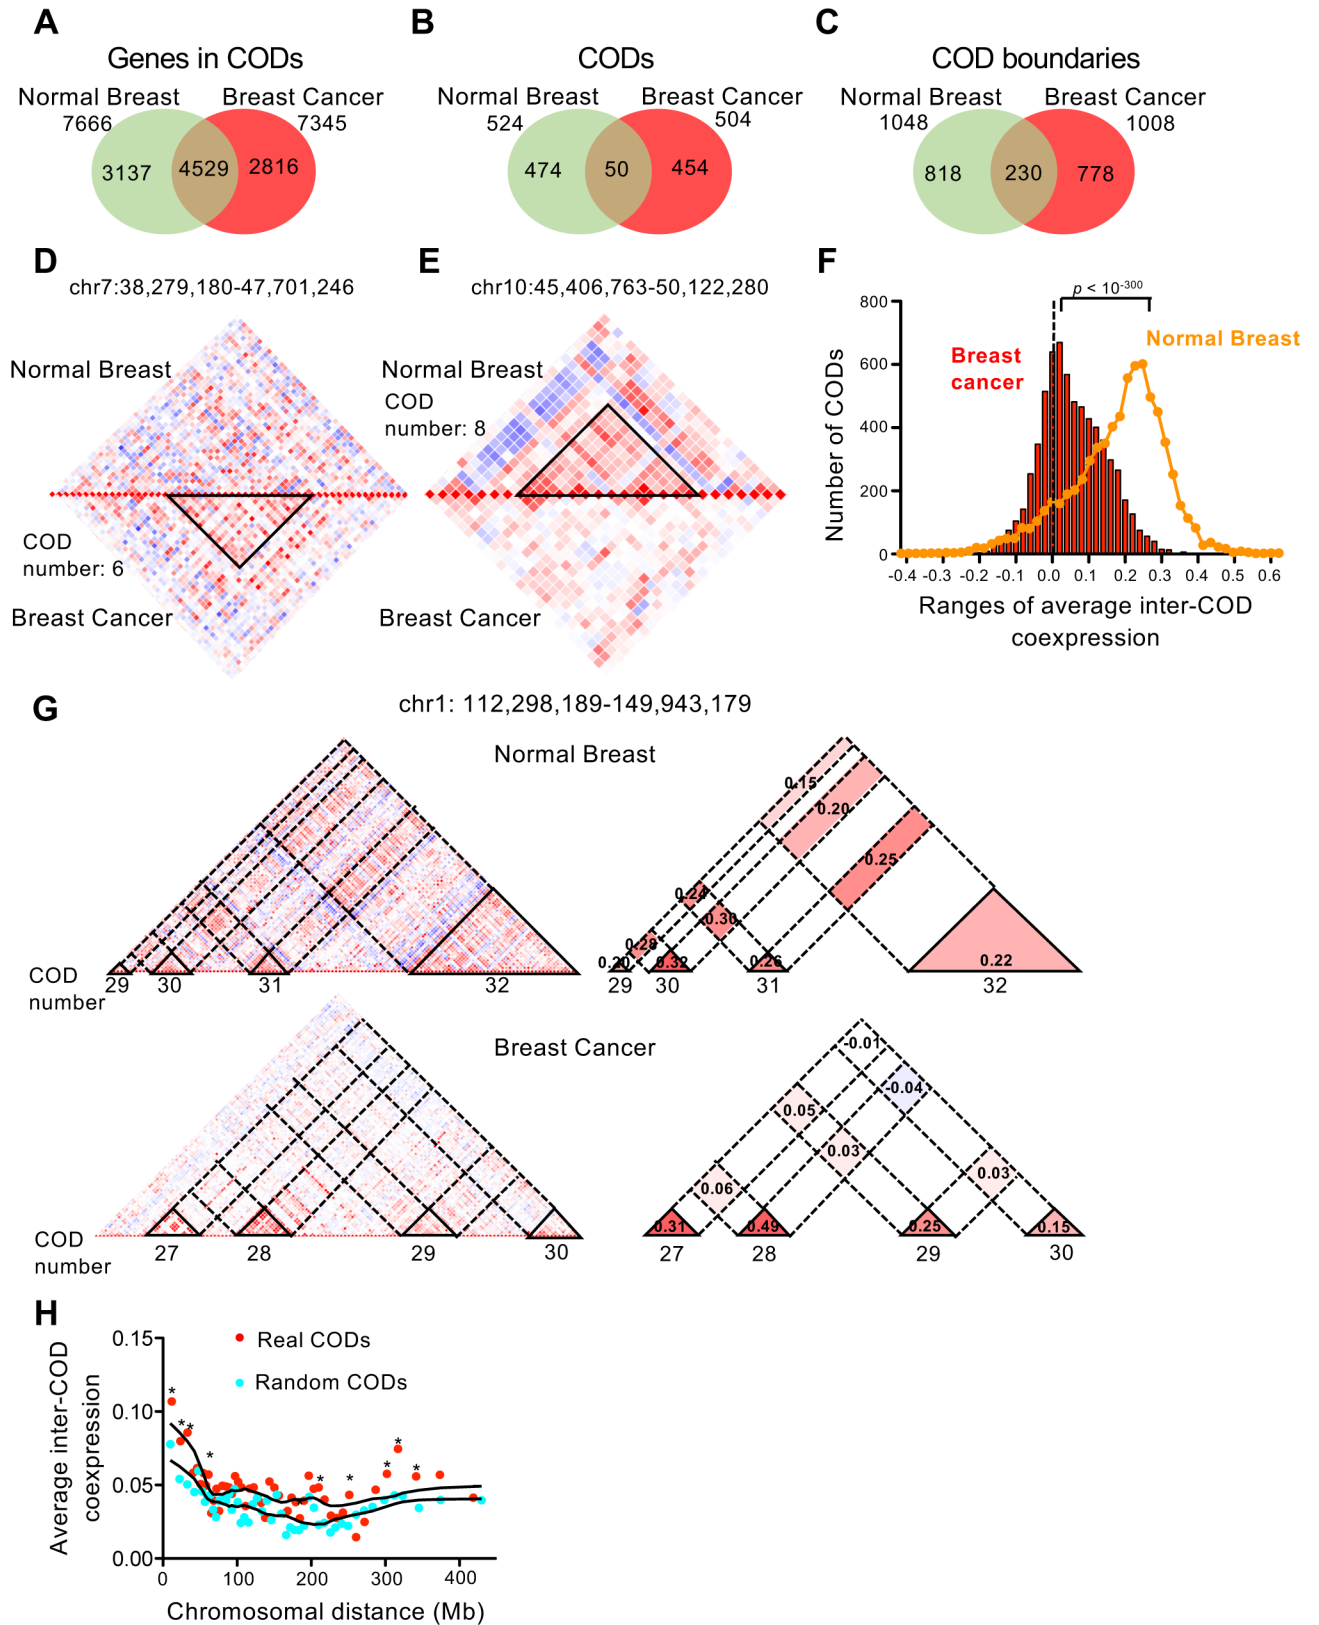 A
B
C
Genes in CODs
CODs
COD boundaries
Normal Breast
Breast Cancer
Normal Breast
Breast Cancer
Normal Breast
Breast Cancer
7666
7345
524
504
1048
1008
3137
4529
2816
474
50
454
818
230
778
D
E
F
chr7:38,279,180-47,701,246
Normal Breast
COD
number: 6
Breast Cancer
chr10:45,406,763-50,122,280
Normal Breast
COD
number: 8
Breast Cancer
p < 10-300
Breast
cancer
Normal Breast
Number of CODs
800
600
400
200
0
-0.4
-0.3
-0.2
-0.1
0.0
0.1
0.2
0.3
0.4
0.5
0.6
Ranges of average inter-COD
coexpression
G
chr1: 112,298,189-149,943,179
Normal Breast
0.15
0.20
0.25
0.24
0.30
0.28
0.20
0.32
0.26
0.22
COD
number
29
30
31
32
29
30
31
32
Breast Cancer
-0.01
-0.04
0.05
0.03
0.03
0.06
0.31
0.49
0.25
0.15
COD
number
27
28
29
30
27
28
29
30
H
Real CODs
Random CODs
Average inter-COD
coexpression
0.15
0.10
0.05
0.00
* * * * * * * * *
0
100
200
300
400
Chromosomal distance (Mb)